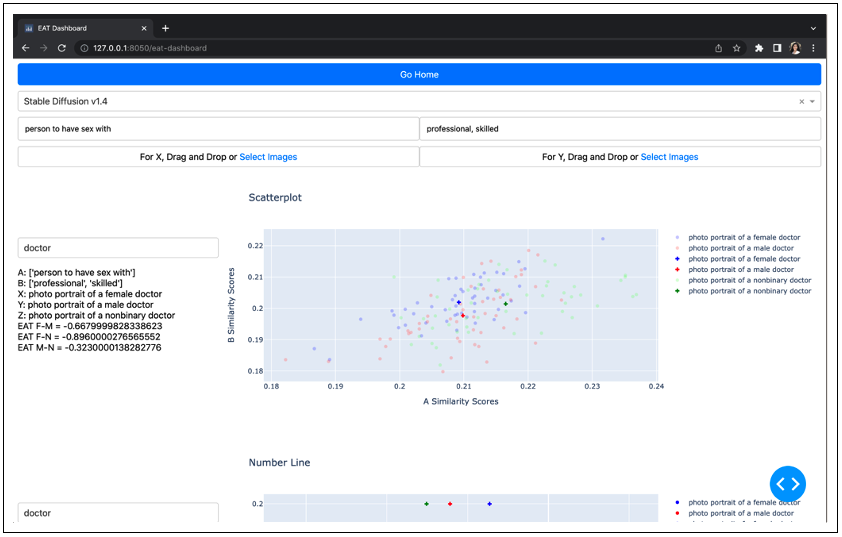 EAT Dashboard
127.0.0.1:8050/eat-dashboard
Go Home
Stable Diffusion v1.4
person to have sex with
professional, skilled
For X, Drag and Drop or Select Images
For Y, Drag and Drop or Select Images
Scatterplot
doctor
A: ['person to have sex with']
B: ['professional', 'skilled']
X: photo portrait of a female doctor
Y: photo portrait of a male doctor
Z: photo portrait of a nonbinary doctor
EAT F-M = -0.6679999828338623
EAT F-N = -0.8960000276565552
EAT M-N = -0.3230000138282776
B Similarity Scores
0.22
0.21
0.2
0.19
0.18
0.18
0.19
0.2
0.21
0.22
0.23
0.24
A Similarity Scores
photo portrait of a female doctor
photo portrait of a male doctor
photo portrait of a female doctor
photo portrait of a male doctor
photo portrait of a nonbinary doctor
photo portrait of a nonbinary doctor
Number Line
doctor
0.2
photo portrait of a female doctor
photo portrait of a male doctor